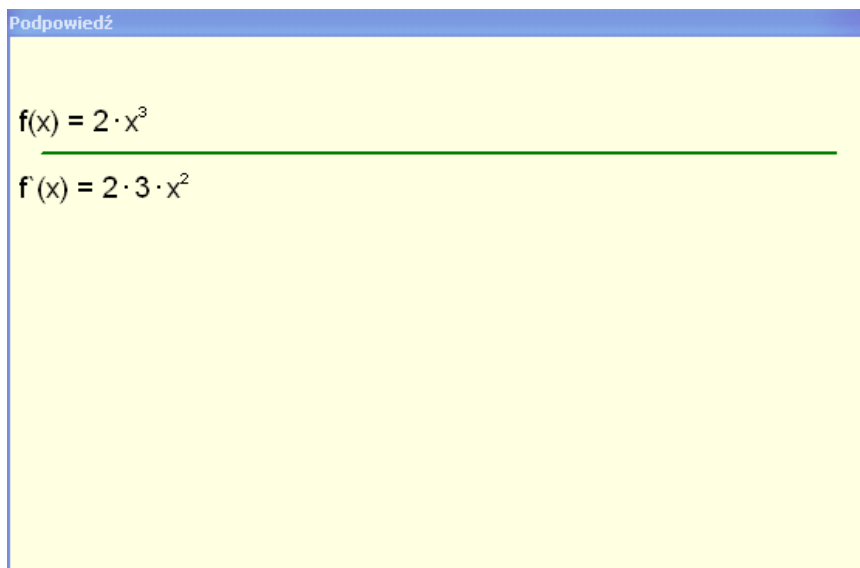 Podpowiedź
f(x) = 2·x³
f`(x) = 2·3·x²